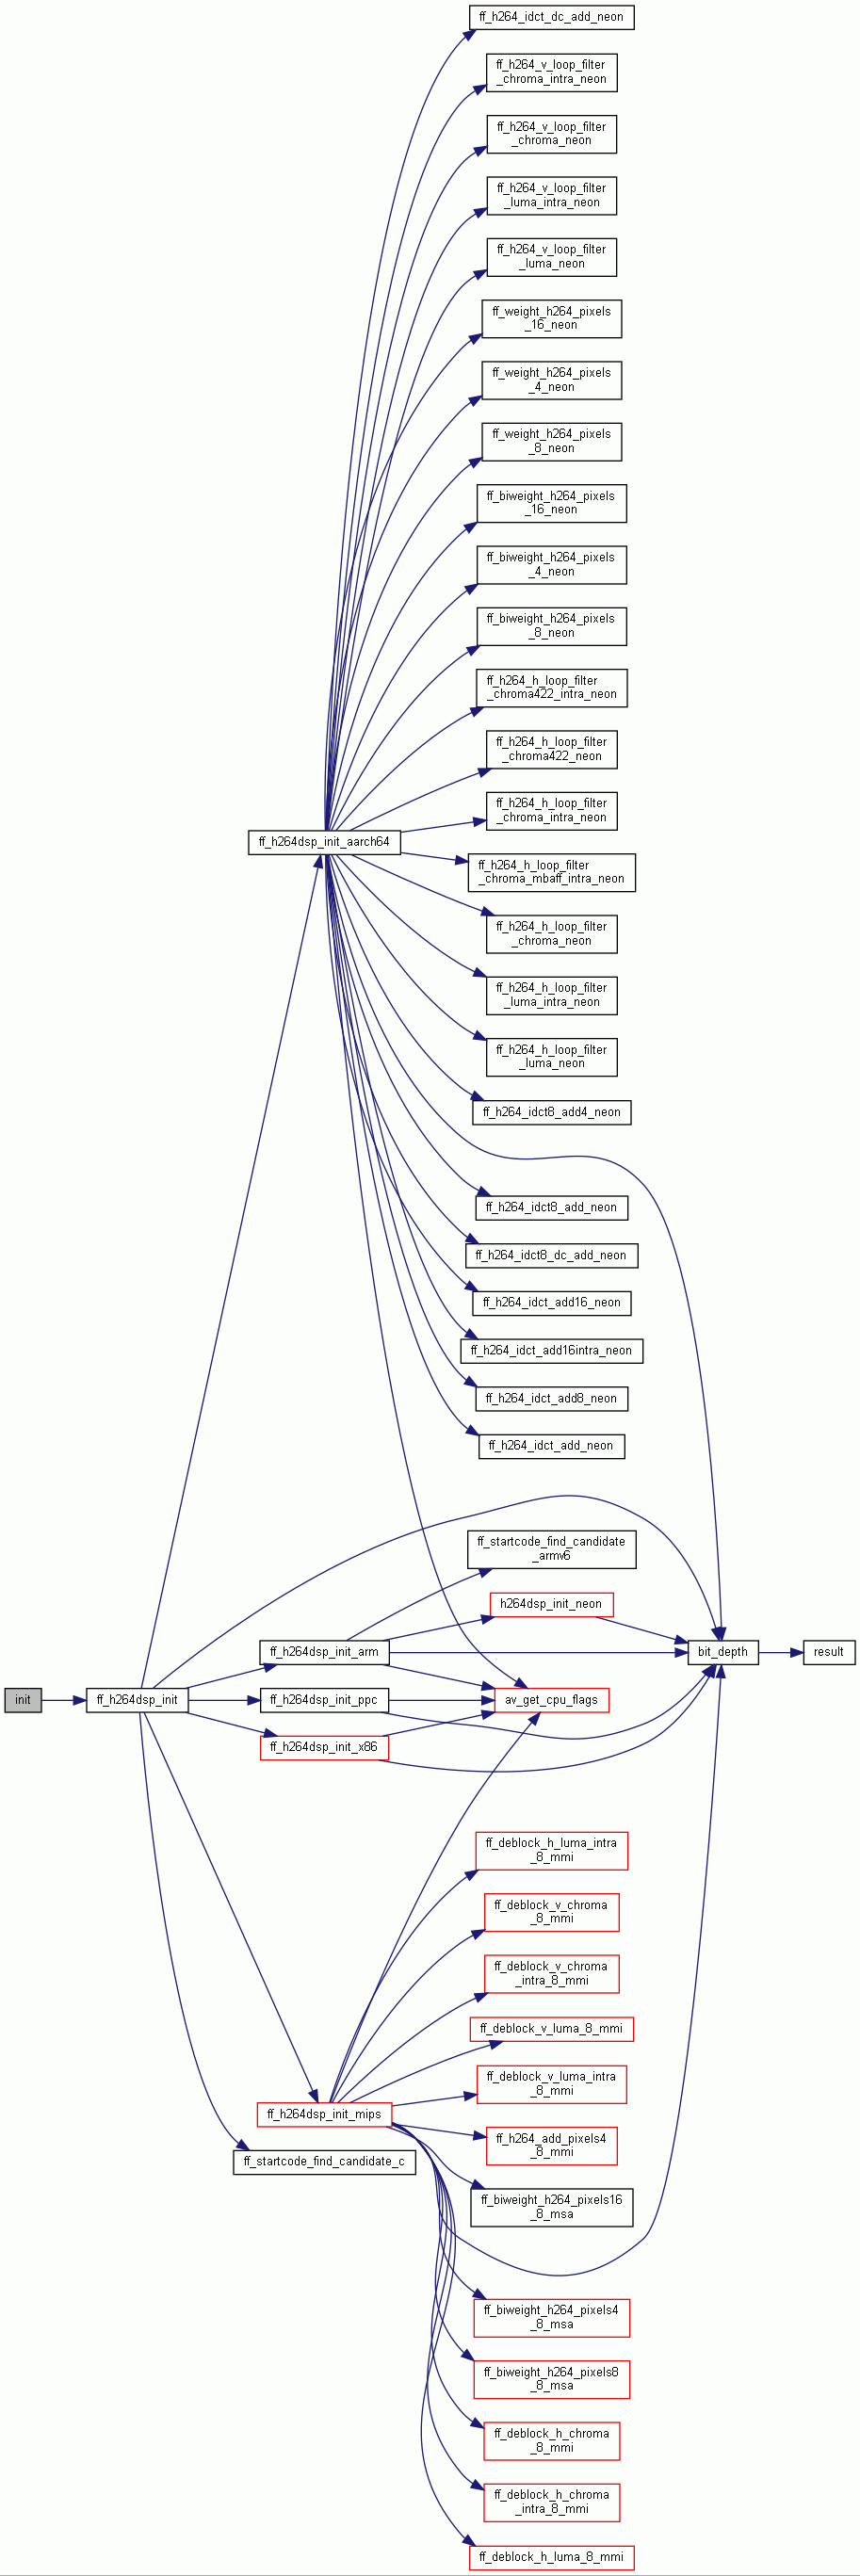 ff_h264_idct_dc_add_neon
ff_h264_v_loop_filter
_chroma_intra_neon
ff_h264_v_loop_filter
_chroma_neon
ff_h264_v_loop_filter
_luma_intra_neon
ff_h264_v_loop_filter
_luma_neon
ff_weight_h264_pixels
_16_neon
ff_weight_h264_pixels
_4_neon
ff_weight_h264_pixels
_8_neon
ff_biweight_h264_pixels
_16_neon
ff_biweight_h264_pixels
_4_neon
ff_biweight_h264_pixels
_8_neon
ff_h264_h_loop_filter
_chroma422_intra_neon
ff_h264_h_loop_filter
_chroma422_neon
ff_h264_h_loop_filter
_chroma_intra_neon
ff_h264dsp_init_aarch64
ff_h264_h_loop_filter
_chroma_mbaff_intra_neon
ff_h264_h_loop_filter
_chroma_neon
ff_h264_h_loop_filter
_luma_intra_neon
ff_h264_h_loop_filter
_luma_neon
ff_h264_idct8_add4_neon
ff_h264_idct8_add_neon
ff_h264_idct8_dc_add_neon
ff_h264_idct_add16_neon
ff_h264_idct_add16intra_neon
ff_h264_idct_add8_neon
ff_h264_idct_add_neon
ff_startcode_find_candidate
_armv6
h264dsp_init_neon
ff_h264dsp_init_arm
bit_depth
result
init
ff_h264dsp_init
ff_h264dsp_init_ppc
av_get_cpu_flags
ff_h264dsp_init_x86
ff_deblock_h_luma_intra
_8_mmi
ff_deblock_v_chroma
_8_mmi
ff_deblock_v_chroma
_intra_8_mmi
ff_deblock_v_luma_8_mmi
ff_deblock_v_luma_intra
_8_mmi
ff_h264dsp_init_mips
ff_h264_add_pixels4
_8_mmi
ff_startcode_find_candidate_c
ff_biweight_h264_pixels16
_8_msa
ff_biweight_h264_pixels4
_8_msa
ff_biweight_h264_pixels8
_8_msa
ff_deblock_h_chroma
_8_mmi
ff_deblock_h_chroma
_intra_8_mmi
ff_deblock_h_luma_8_mmi